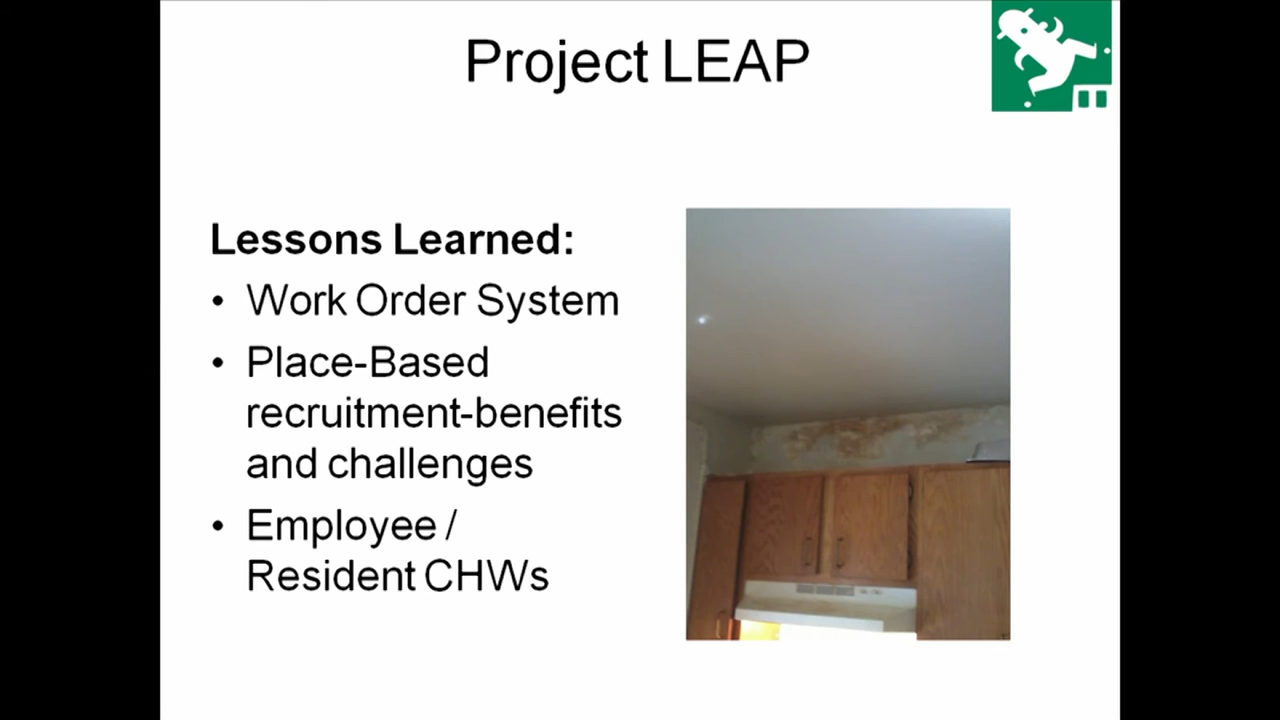 Project LEAP
Lessons Learned:
• Work Order System
• Place-Based
recruitment-benefits
and challenges
• Employee /
Resident CHWs